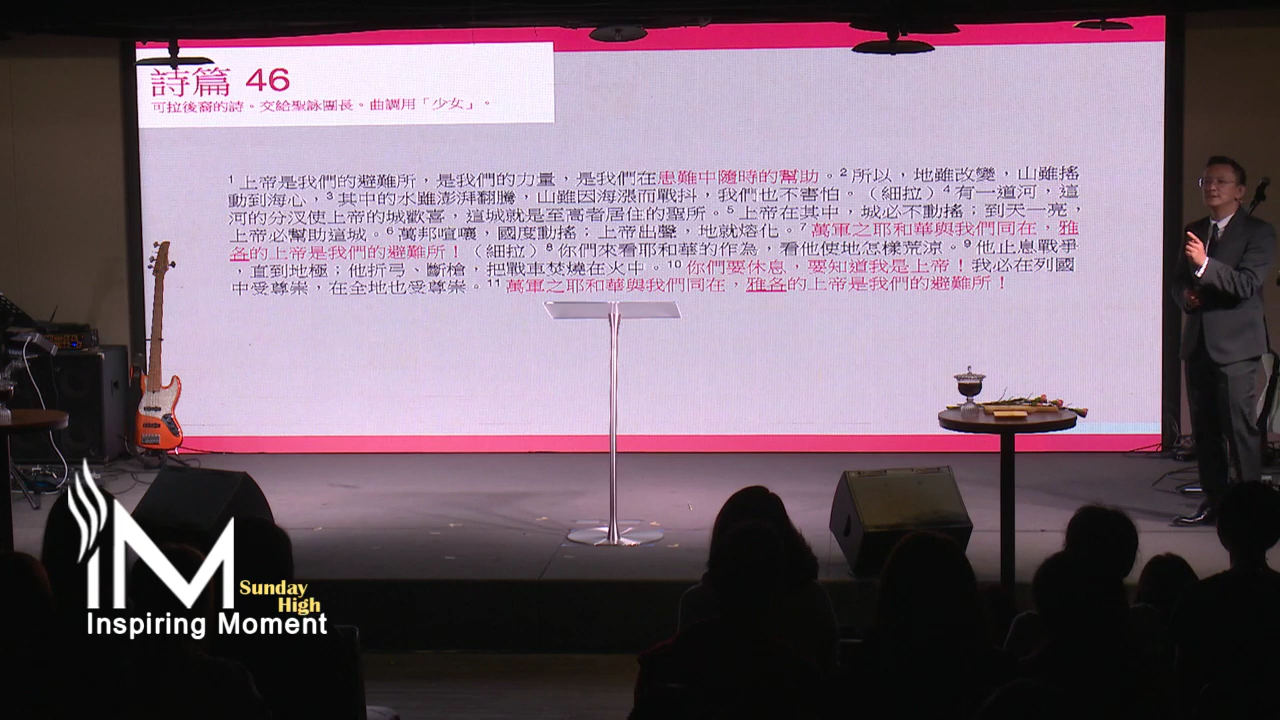 詩篇 46
可拉後裔的詩。交給聖詠團長。曲調用「少女」。
1 上帝是我們的避難所，是我們的力量，是我們在患難中隨時的幫助。2 所以，地雖改變，山雖搖
動到海心，3 其中的水雖澎湃翻騰，山雖因海漲而戰抖，我們也不害怕。（細拉）4 有一道河，這
河的分汊使上帝的城歡喜，這城就是至高者居住的聖所。5 上帝在其中，城必不動搖；到天一亮，
上帝必幫助這城。6 萬邦喧嚷，國度動搖；上帝出聲，地就熔化。7 萬軍之耶和華與我們同在，雅
各的上帝是我們的避難所！（細拉）8 你們來看耶和華的作為，看他使地怎樣荒涼。9 他止息戰爭
，直到地極；他折弓、斷槍，把戰車焚燒在火中。10 你們要休息，要知道我是上帝！我必在列國
中受尊崇，在全地也受尊崇。11 萬軍之耶和華與我們同在，雅各的上帝是我們的避難所！
iM
Sunday
High
Inspiring Moment